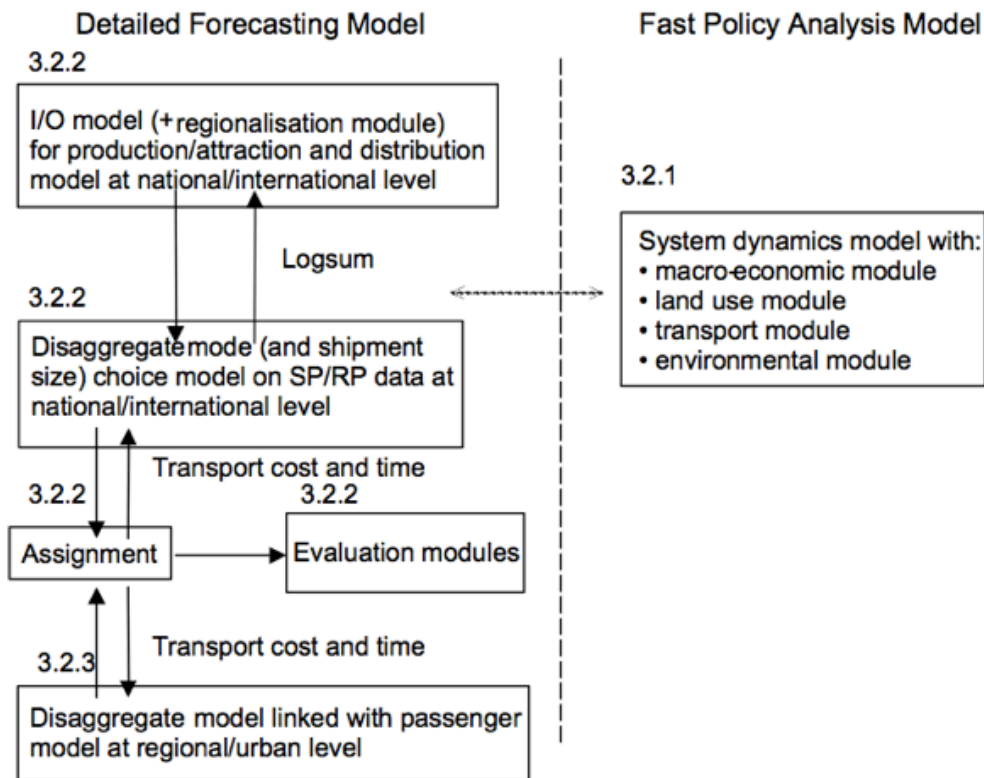 Detailed Forecasting Model
3.2.2
I/O model (+regionalisation module)
for production/attraction and distribution
model at national/international level
Logsum
3.2.2
Disaggregate mode (and shipment
size) choice model on SP/RP data at
national/international level
Transport cost and time
3.2.2
Assignment
3.2.2
Evaluation modules
Transport cost and time
3.2.3
Disaggregate model linked with passenger
model at regional/urban level
Fast Policy Analysis Model
3.2.1
System dynamics model with:
• macro-economic module
• land use module
• transport module
• environmental module